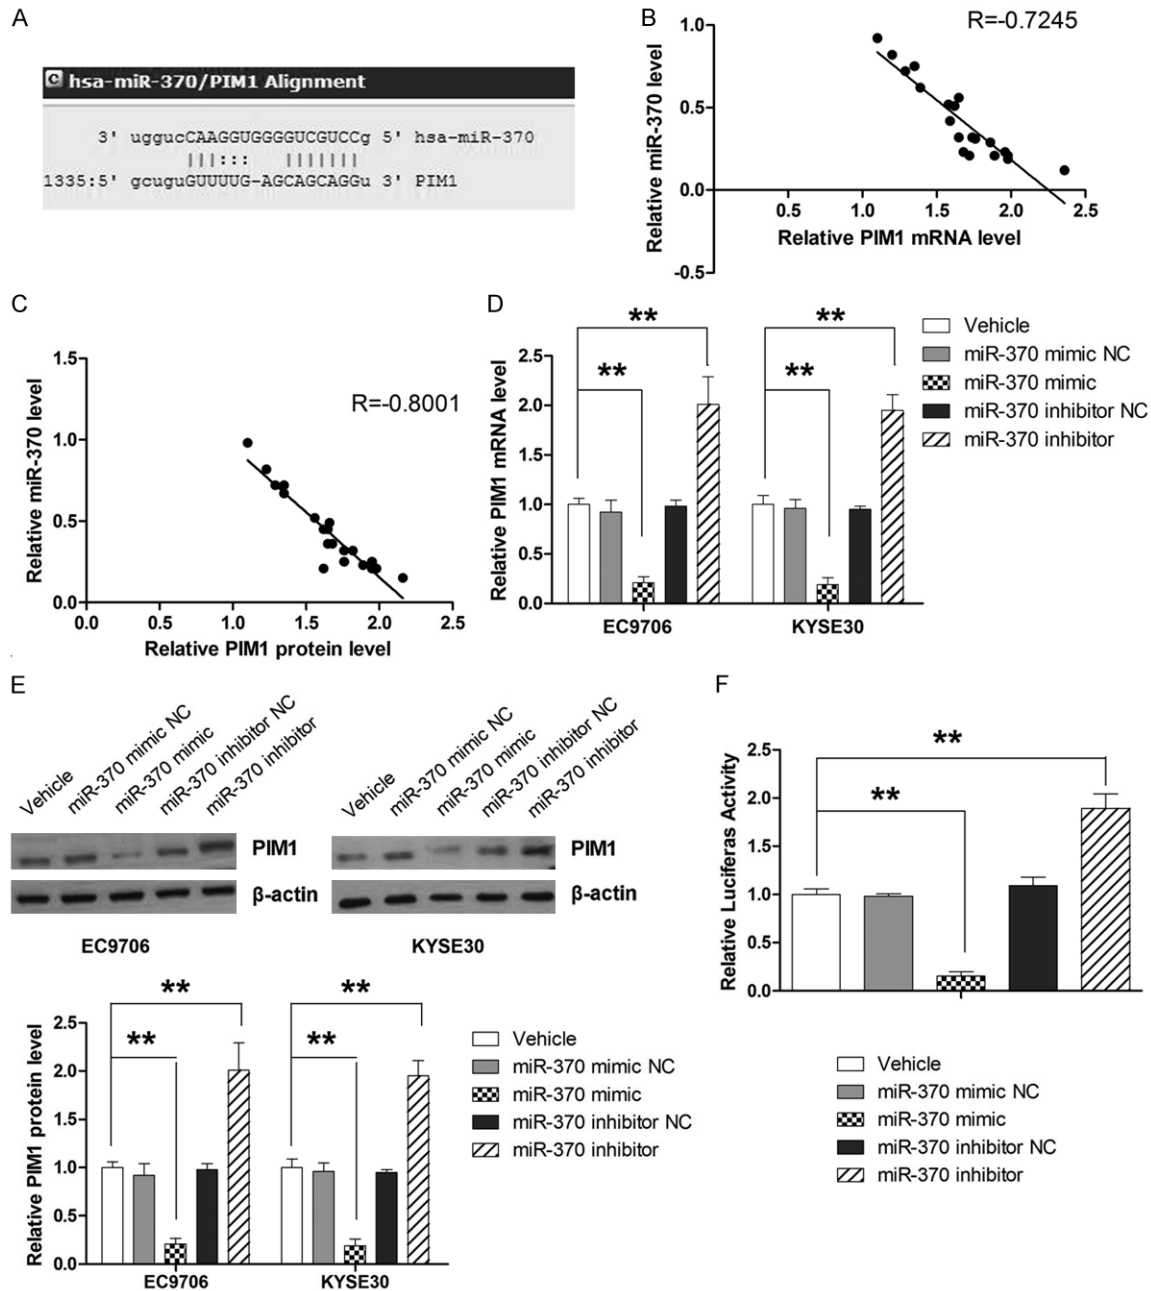 A
hsa-miR-370/PIM1 Alignment
3' uggucCAAGGUGGGGUCGUCCg 5' hsa-miR-370
|||::: |||||||
1335:5' gcuguGUUUUG-AGCAGCAGGu 3' PIM1
B
R=-0.7245
Relative miR-370 level
1.0
0.5
0.0
-0.5
0.5 1.0 1.5 2.0 2.5
Relative PIM1 mRNA level
C
R=-0.8001
Relative miR-370 level
1.5
1.0
0.5
0.0
0.0 0.5 1.0 1.5 2.0 2.5
Relative PIM1 protein level
D
Relative PIM1 mRNA level
2.5
2.0
1.5
1.0
0.5
0.0
** ** ** **
EC9706 KYSE30
Vehicle
miR-370 mimic NC
miR-370 mimic
miR-370 inhibitor NC
miR-370 inhibitor
E
Vehicle
miR-370 mimic NC
miR-370 mimic
miR-370 inhibitor NC
miR-370 inhibitor
PIM1
β-actin
EC9706
Vehicle
miR-370 mimic NC
miR-370 mimic
miR-370 inhibitor NC
miR-370 inhibitor
PIM1
β-actin
KYSE30
Relative PIM1 protein level
2.5
2.0
1.5
1.0
0.5
0.0
** ** ** **
EC9706 KYSE30
Vehicle
miR-370 mimic NC
miR-370 mimic
miR-370 inhibitor NC
miR-370 inhibitor
F
Relative Luciferas Activity
2.5
2.0
1.5
1.0
0.5
0.0
** **
Vehicle
miR-370 mimic NC
miR-370 mimic
miR-370 inhibitor NC
miR-370 inhibitor